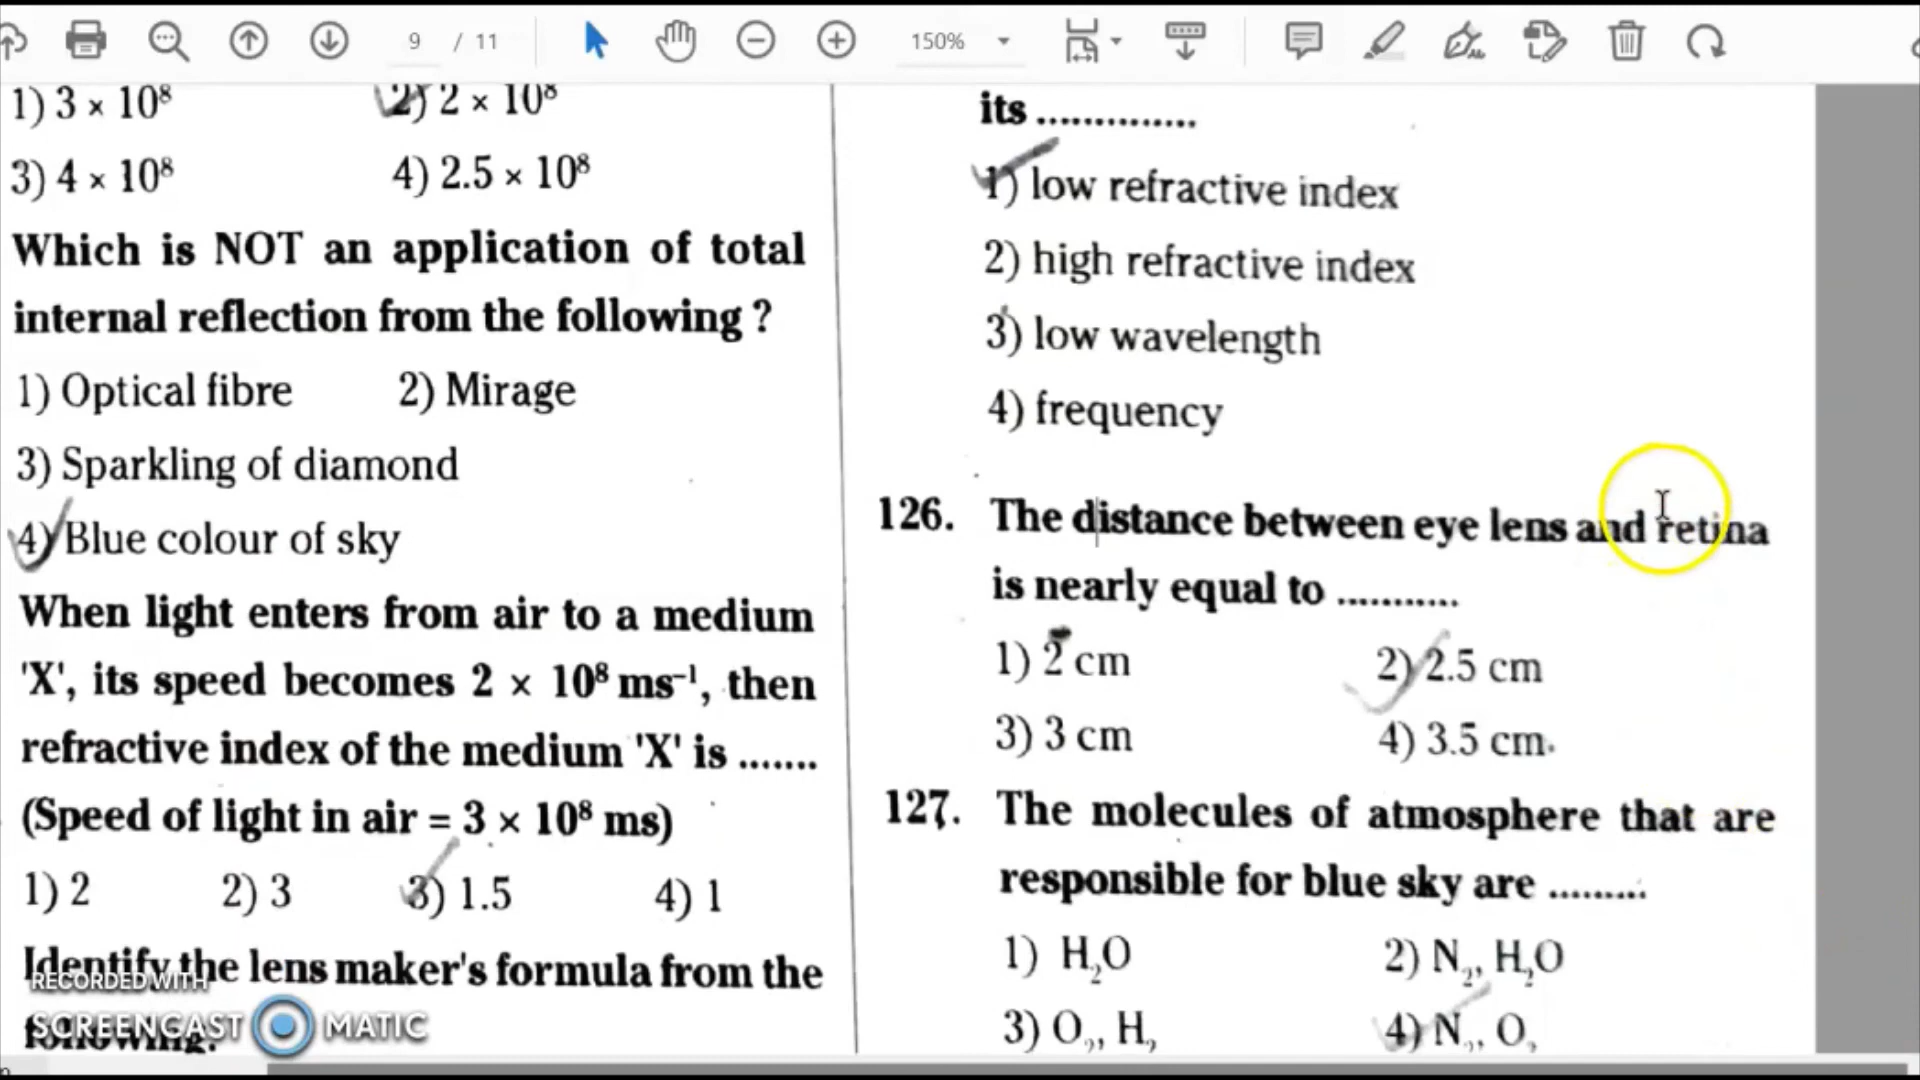 9 / 11
150%
1) 3 × 10⁸ 2) 2 × 10⁸
3) 4 × 10⁸ 4) 2.5 × 10⁸
Which is NOT an application of total
internal reflection from the following ?
1) Optical fibre 2) Mirage
3) Sparkling of diamond
4) Blue colour of sky
When light enters from air to a medium
'X', its speed becomes 2 × 10⁸ ms⁻¹, then
refractive index of the medium 'X' is .......
(Speed of light in air = 3 × 10⁸ ms)
1) 2 2) 3 3) 1.5 4) 1
Identify the lens maker's formula from the
following.
RECORDED WITH
SCREENCAST MATIC
its ..............
1) low refractive index
2) high refractive index
3) low wavelength
4) frequency
126. The distance between eye lens and retina
is nearly equal to ...........
1) 2 cm 2) 2.5 cm
3) 3 cm 4) 3.5 cm.
127. The molecules of atmosphere that are
responsible for blue sky are .........
1) H₂O 2) N₂, H₂O
3) O₂, H₂ 4) N₂, O₂